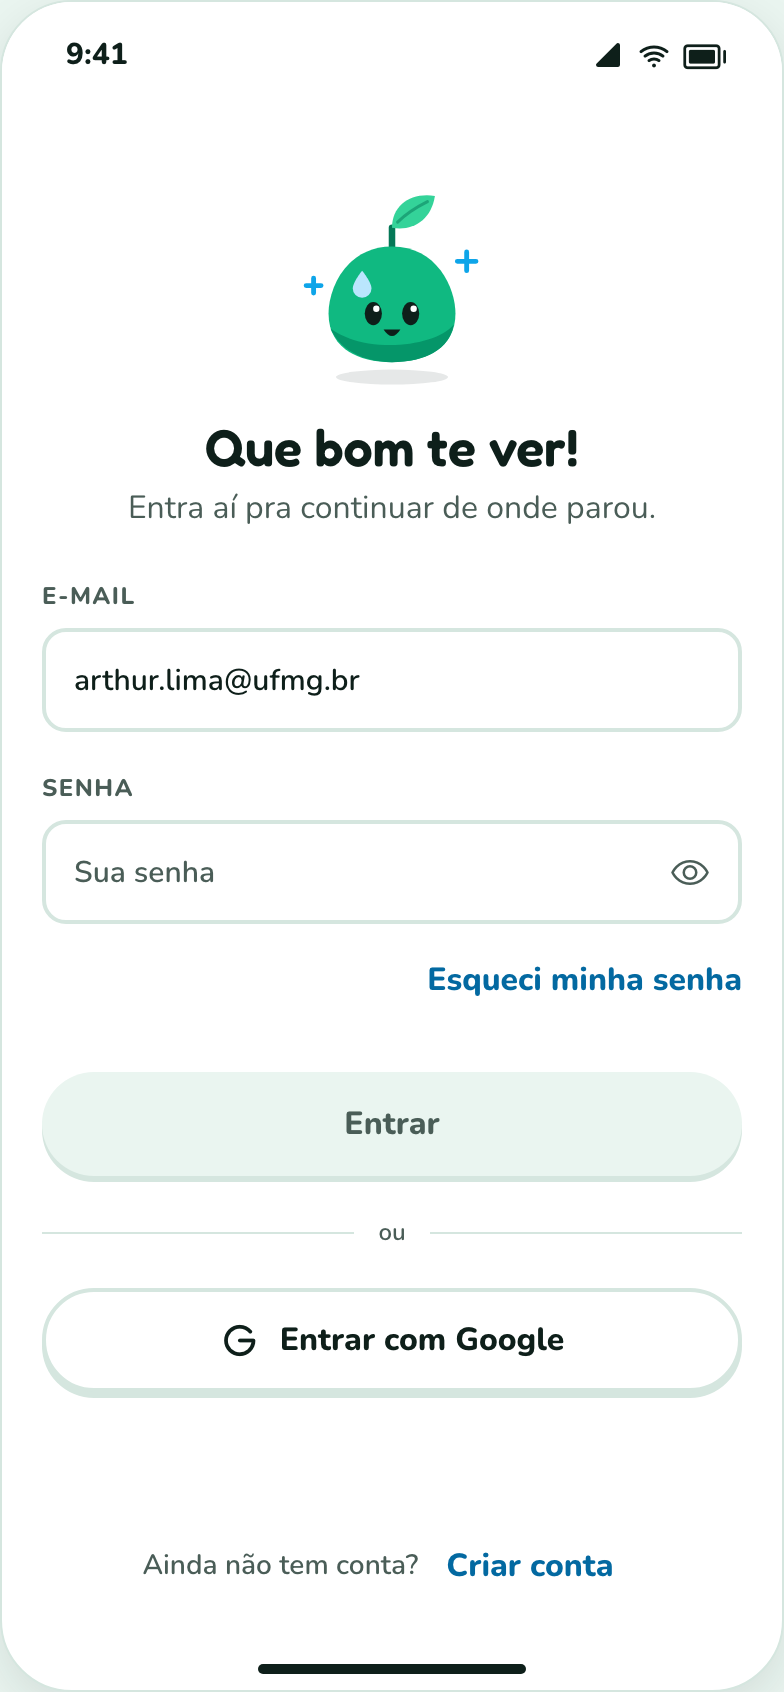 9:41
Que bom te ver!
Entra aí pra continuar de onde parou.
E-MAIL
arthur.lima@ufmg.br
SENHA
Sua senha
Esqueci minha senha
Entrar
ou
Entrar com Google
Ainda não tem conta? Criar conta